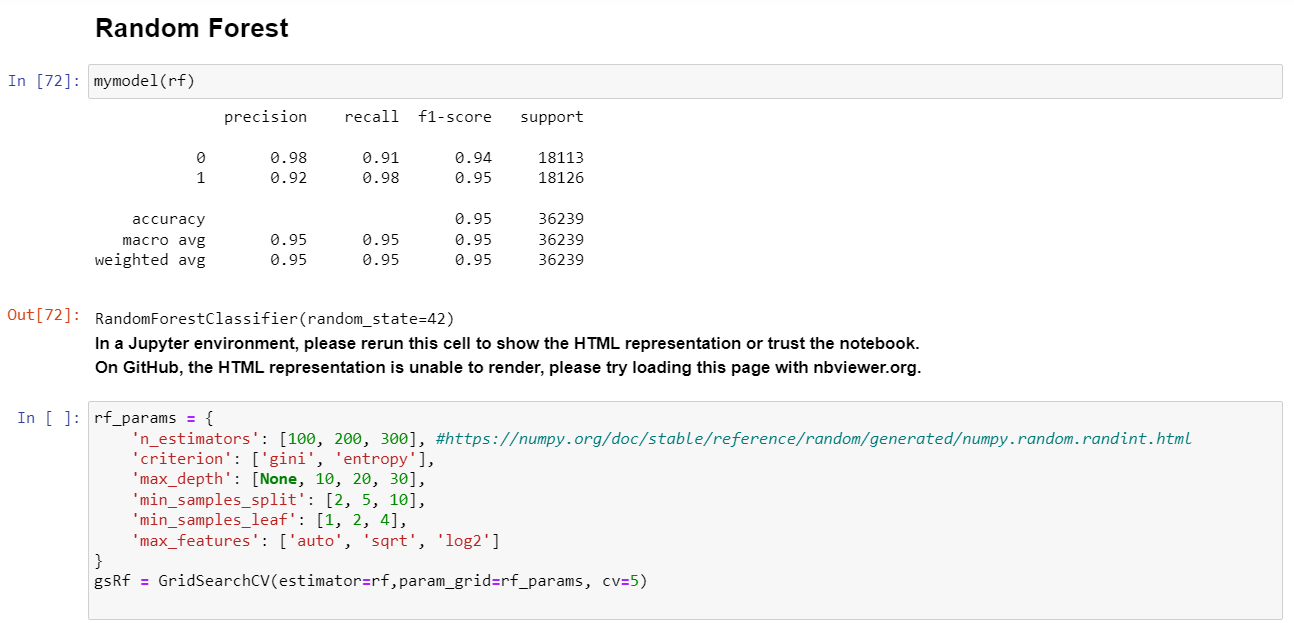 Random Forest
In [72]: mymodel(rf)
precision recall f1-score support
0 0.98 0.91 0.94 18113
1 0.92 0.98 0.95 18126
accuracy 0.95 36239
macro avg 0.95 0.95 0.95 36239
weighted avg 0.95 0.95 0.95 36239
Out[72]: RandomForestClassifier(random_state=42)
In a Jupyter environment, please rerun this cell to show the HTML representation or trust the notebook.
On GitHub, the HTML representation is unable to render, please try loading this page with nbviewer.org.
In [ ]: rf_params = {
'n_estimators': [100, 200, 300], #https://numpy.org/doc/stable/reference/random/generated/numpy.random.randint.html
'criterion': ['gini', 'entropy'],
'max_depth': [None, 10, 20, 30],
'min_samples_split': [2, 5, 10],
'min_samples_leaf': [1, 2, 4],
'max_features': ['auto', 'sqrt', 'log2']
}
gsRf = GridSearchCV(estimator=rf,param_grid=rf_params, cv=5)